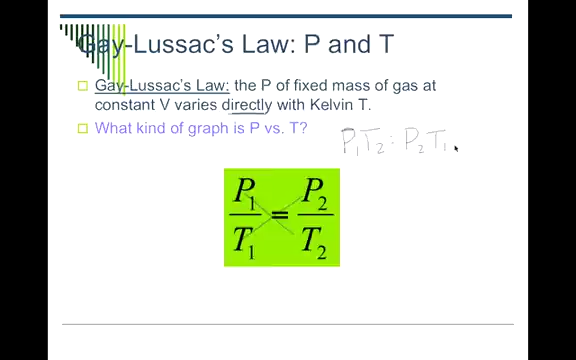 Gay-Lussac's Law: P and T
Gay-Lussac's Law: the P of fixed mass of gas at
constant V varies directly with Kelvin T.
What kind of graph is P vs. T?
P₁T₂ = P₂T₁
P₁/T₁ = P₂/T₂